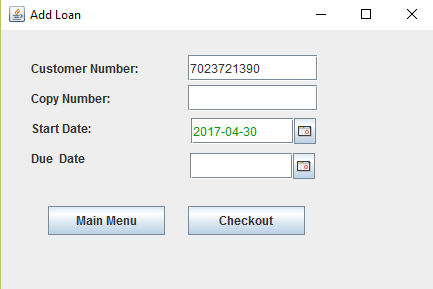 Add Loan
Customer Number: 7023721390
Copy Number:
Start Date: 2017-04-30
Due Date
Main Menu Checkout